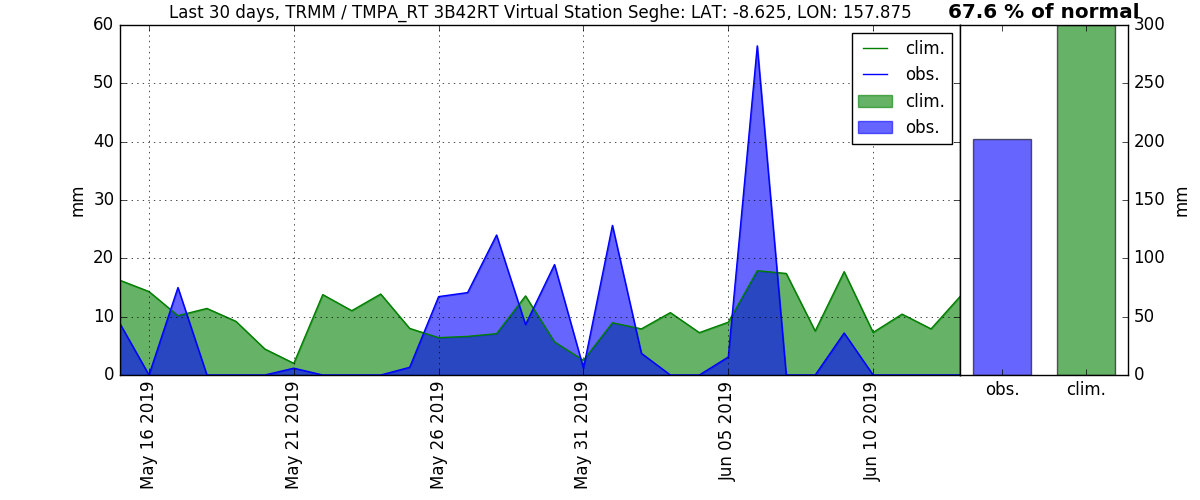 Last 30 days, TRMM / TMPA_RT 3B42RT Virtual Station Seghe: LAT: -8.625, LON: 157.875
67.6 % of normal
60
50
40
30
20
10
0
mm
clim.
obs.
clim.
obs.
300
250
200
150
100
50
0
mm
May 16 2019
May 21 2019
May 26 2019
May 31 2019
Jun 05 2019
Jun 10 2019
obs.
clim.